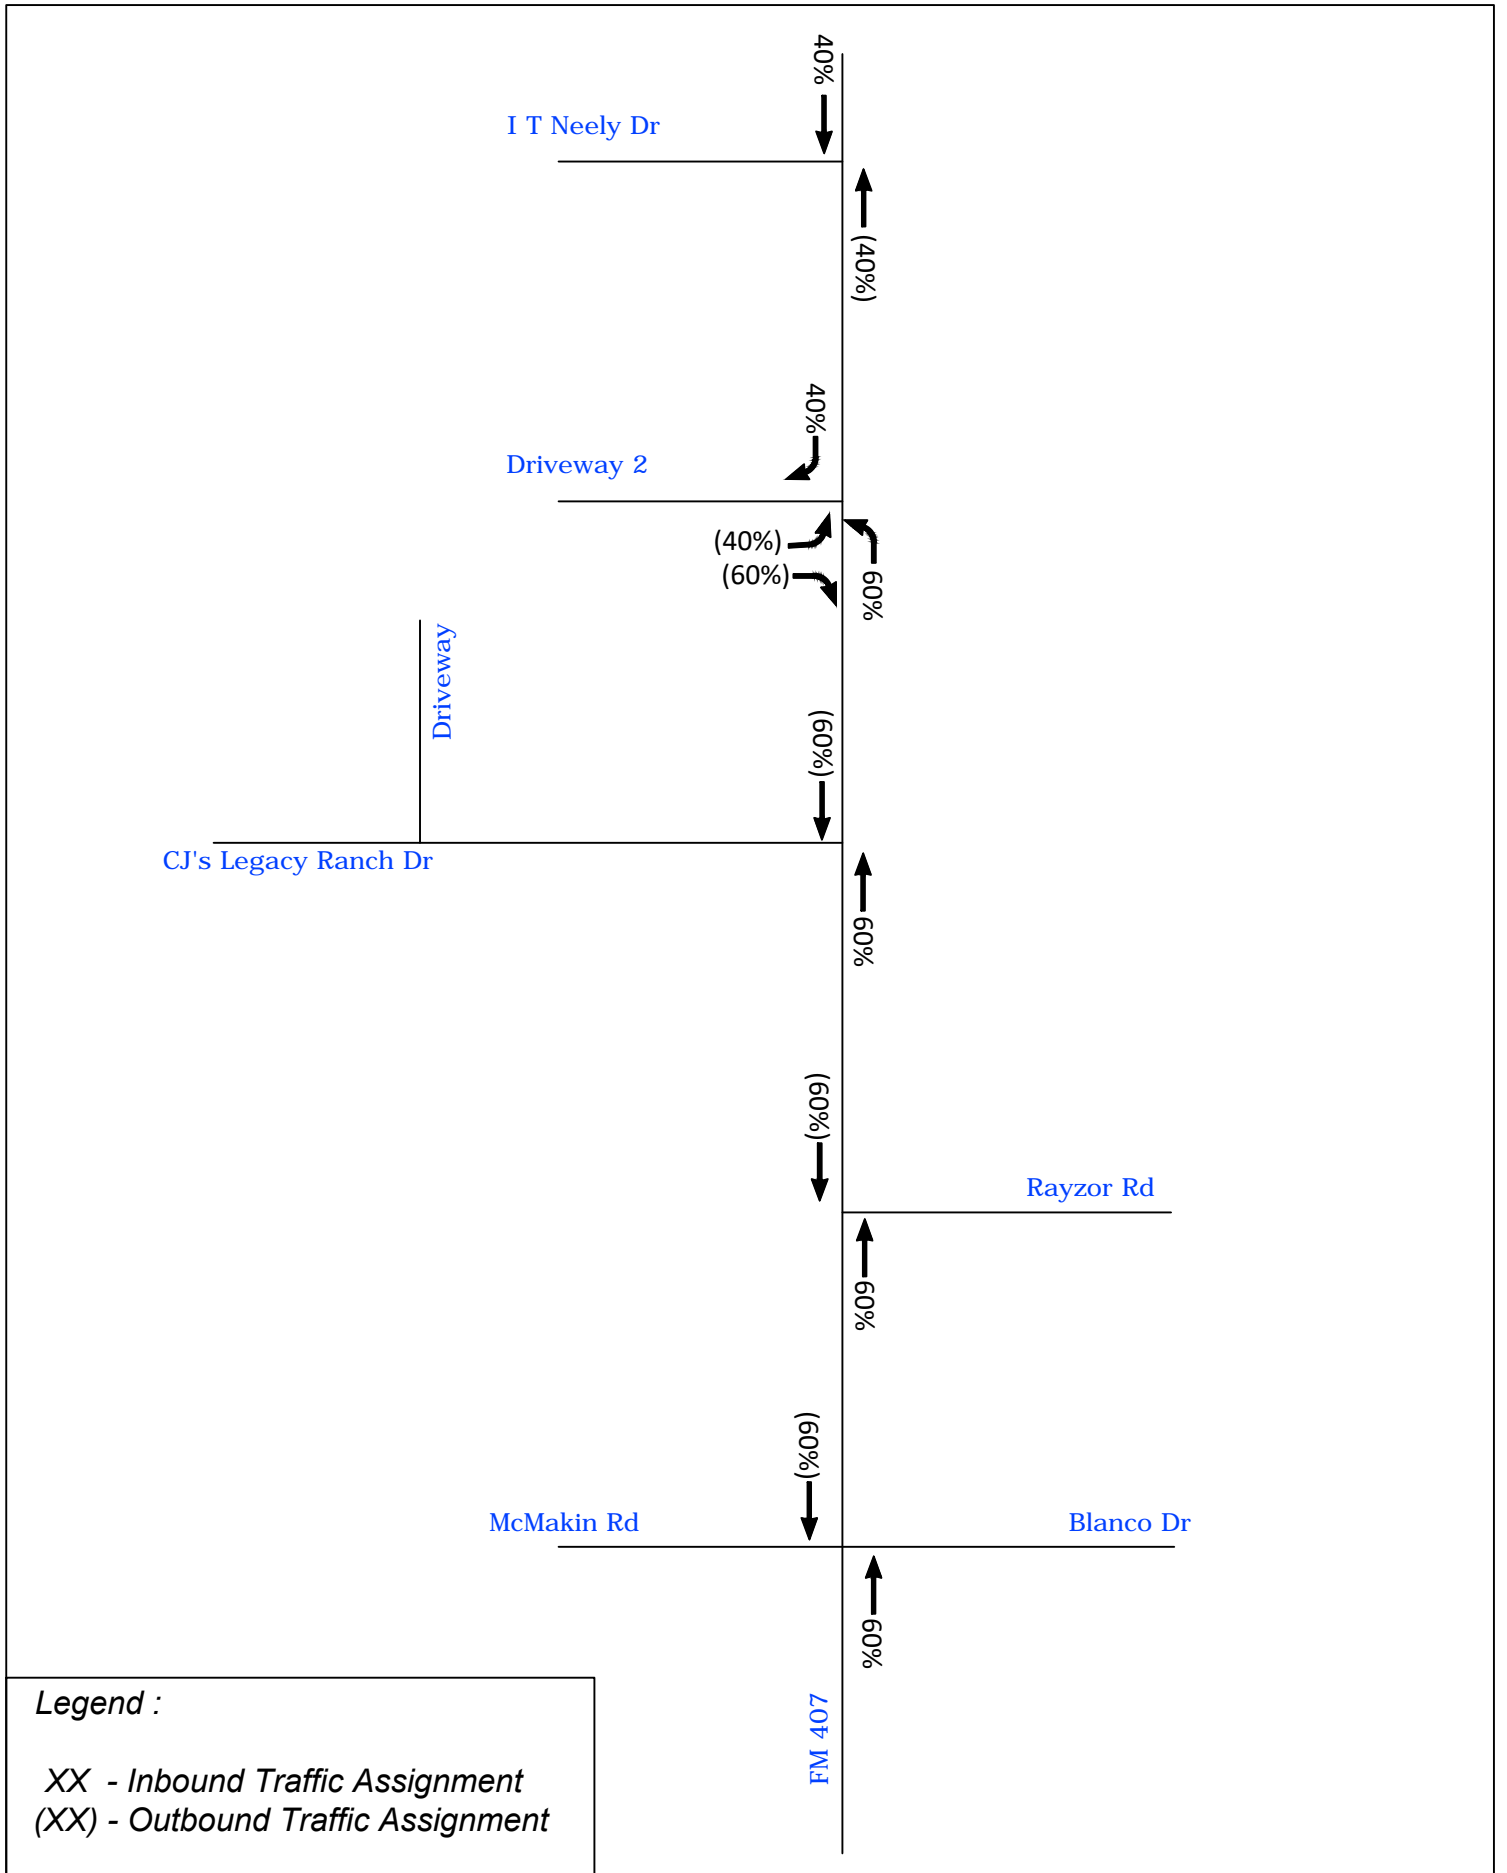 40%
I T Neely Dr
(40%)
40%
Driveway 2
(40%)
(60%)
60%
Driveway
(60%)
CJ's Legacy Ranch Dr
60%
(60%)
Rayzor Rd
60%
(60%)
McMakin Rd
Blanco Dr
60%
FM 407
Legend :
XX - Inbound Traffic Assignment
(XX) - Outbound Traffic Assignment